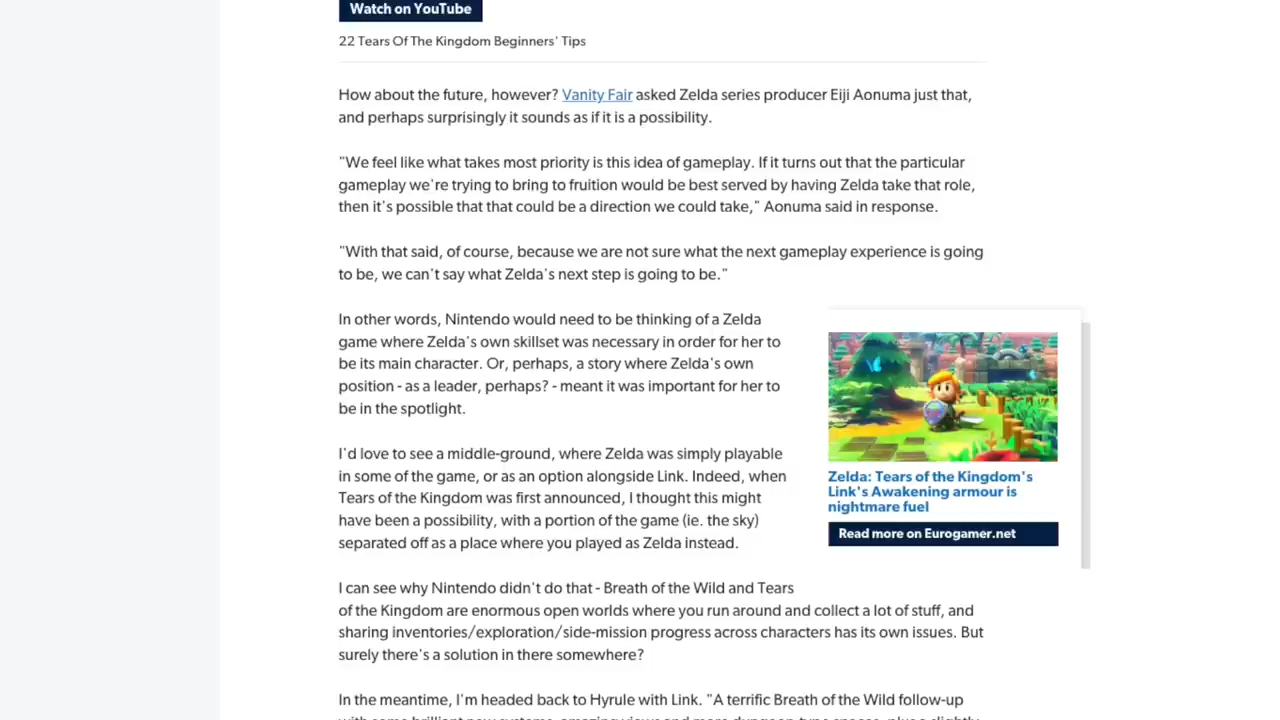 Watch on YouTube
22 Tears Of The Kingdom Beginners' Tips
How about the future, however? Vanity Fair asked Zelda series producer Eiji Aonuma just that,
and perhaps surprisingly it sounds as if it is a possibility.
"We feel like what takes most priority is this idea of gameplay. If it turns out that the particular
gameplay we're trying to bring to fruition would be best served by having Zelda take that role,
then it's possible that that could be a direction we could take," Aonuma said in response.
"With that said, of course, because we are not sure what the next gameplay experience is going
to be, we can't say what Zelda's next step is going to be."
In other words, Nintendo would need to be thinking of a Zelda
game where Zelda's own skillset was necessary in order for her to
be its main character. Or, perhaps, a story where Zelda's own
position - as a leader, perhaps? - meant it was important for her to
be in the spotlight.
I'd love to see a middle-ground, where Zelda was simply playable
in some of the game, or as an option alongside Link. Indeed, when
Tears of the Kingdom was first announced, I thought this might
have been a possibility, with a portion of the game (ie. the sky)
separated off as a place where you played as Zelda instead.
Zelda: Tears of the Kingdom's
Link's Awakening armour is
nightmare fuel
Read more on Eurogamer.net
I can see why Nintendo didn't do that - Breath of the Wild and Tears
of the Kingdom are enormous open worlds where you run around and collect a lot of stuff, and
sharing inventories/exploration/side-mission progress across characters has its own issues. But
surely there's a solution in there somewhere?
In the meantime, I'm headed back to Hyrule with Link. "A terrific Breath of the Wild follow-up
with some brilliant new systems, amazing views and more dungeon-type spaces, plus a slightly